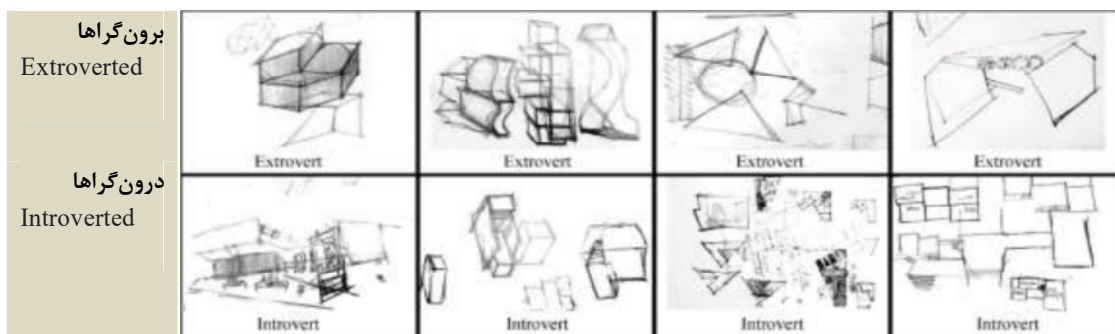 برون‌گراها
Extroverted
Extrovert
Extrovert
Extrovert
Extrovert
درون‌گراها
Introverted
Introvert
Introvert
Introvert
Introvert